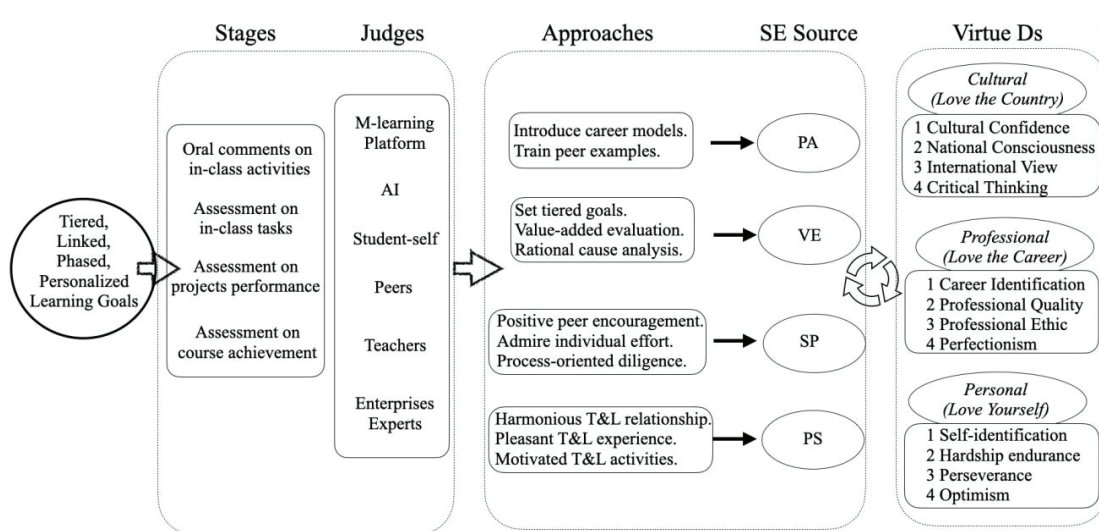 Stages
Judges
Approaches
SE Source
Virtue Ds
Tiered,
Linked,
Phased,
Personalized
Learning Goals
Oral comments on
in-class activities
Assessment on
in-class tasks
Assessment on
projects performance
Assessment on
course achievement
M-learning
Platform
AI
Student-self
Peers
Teachers
Enterprises
Experts
Introduce career models.
Train peer examples.
PA
Set tiered goals.
Value-added evaluation.
Rational cause analysis.
VE
Positive peer encouragement.
Admire individual effort.
Process-oriented diligence.
SP
Harmonious T&L relationship.
Pleasant T&L experience.
Motivated T&L activities.
PS
Cultural
(Love the Country)
1 Cultural Confidence
2 National Consciousness
3 International View
4 Critical Thinking
Professional
(Love the Career)
1 Career Identification
2 Professional Quality
3 Professional Ethic
4 Perfectionism
Personal
(Love Yourself)
1 Self-identification
2 Hardship endurance
3 Perseverance
4 Optimism